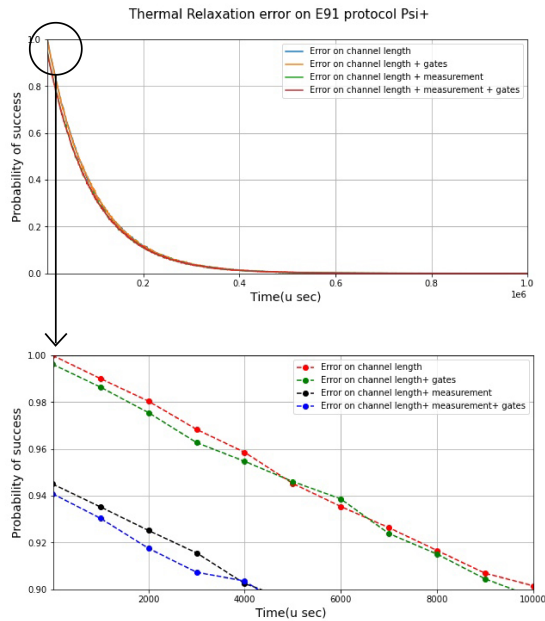 Thermal Relaxation error on E91 protocol Psi+
Probability of success
1.0
0.8
0.6
0.4
0.2
0.0
Error on channel length
Error on channel length + gates
Error on channel length + measurement
Error on channel length + measurement + gates
0.2
0.4
0.6
0.8
1.0
1e6
Time(u sec)
Probability of success
1.00
0.98
0.96
0.94
0.92
0.90
Error on channel length
Error on channel length+ gates
Error on channel length+ measurement
Error on channel length+ measurement+ gates
2000
4000
6000
8000
10000
Time(u sec)